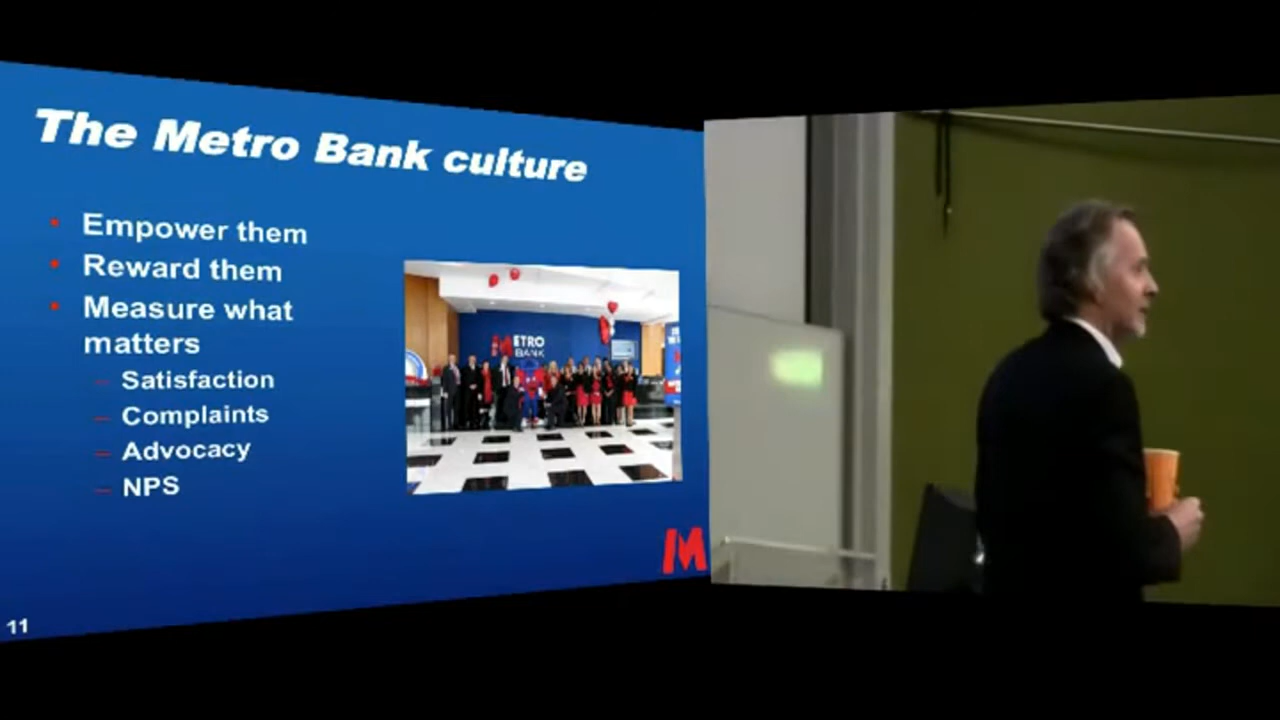 The Metro Bank culture
• Empower them
• Reward them
• Measure what
matters
– Satisfaction
– Complaints
– Advocacy
– NPS
METRO
BANK
M
11